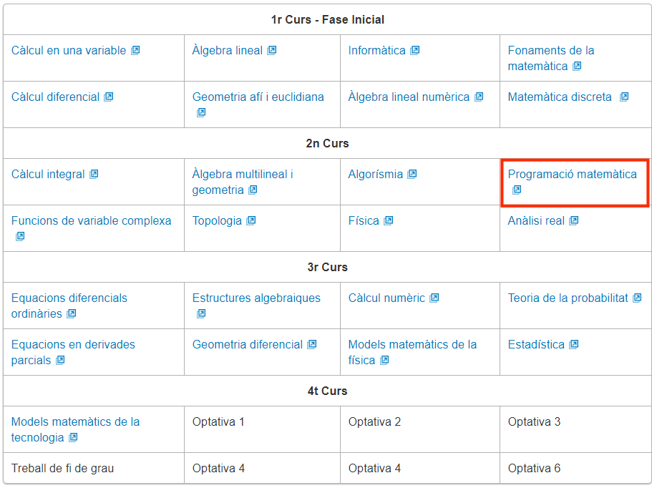 1r Curs - Fase Inicial
Càlcul en una variable
Àlgebra lineal
Informàtica
Fonaments de la
matemàtica
Càlcul diferencial
Geometria afí i euclidiana
Àlgebra lineal numèrica
Matemàtica discreta
2n Curs
Càlcul integral
Àlgebra multilineal i
geometria
Algorísmia
Programació matemàtica
Funcions de variable complexa
Topologia
Física
Anàlisi real
3r Curs
Equacions diferencials
ordinàries
Estructures algebraiques
Càlcul numèric
Teoria de la probabilitat
Equacions en derivades
parcials
Geometria diferencial
Models matemàtics de la
física
Estadística
4t Curs
Models matemàtics de la
tecnologia
Optativa 1
Optativa 2
Optativa 3
Treball de fi de grau
Optativa 4
Optativa 4
Optativa 6